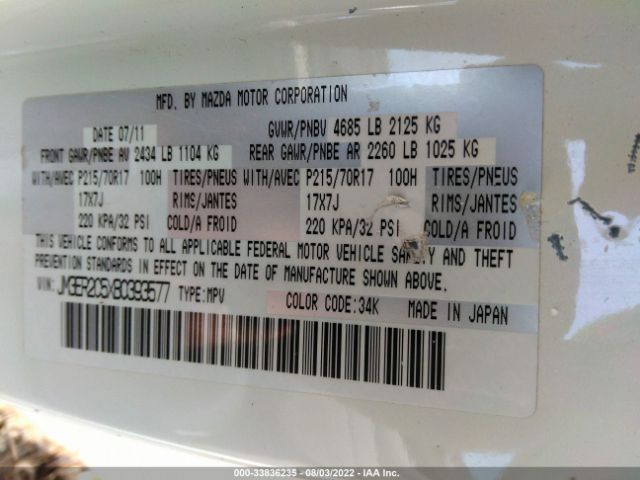 MFD. BY MAZDA MOTOR CORPORATION
DATE 07/11 GVWR/PNBV 4685 LB 2125 KG
FRONT GAWR/PNBE AV 2434 LB 1104 KG REAR GAWR/PNBE AR 2260 LB 1025 KG
WITH/AVEC P215/70R17 100H TIRES/PNEUS WITH/AVEC P215/70R17 100H TIRES/PNEUS
17X7J RIMS/JANTES 17X7J RIMS/JANTES
220 KPA/32 PSI COLD/A FROID 220 KPA/32 PSI COLD/A FROID
THIS VEHICLE CONFORMS TO ALL APPLICABLE FEDERAL MOTOR VEHICLE SAFETY AND THEFT
PREVENTION STANDARDS IN EFFECT ON THE DATE OF MANUFACTURE SHOWN ABOVE.
VIN: JM3ER2C5XB0393577 TYPE:MPV COLOR CODE:34K MADE IN JAPAN
000-33836235 - 08/03/2022 - IAA Inc.